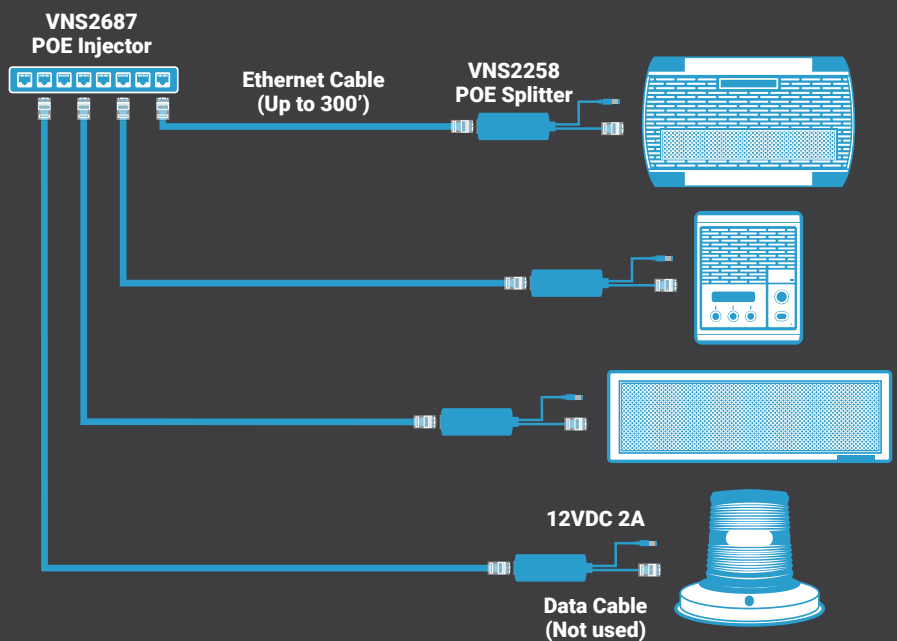 VNS2687
POE Injector
Ethernet Cable
(Up to 300’)
VNS2258
POE Splitter
12VDC 2A
Data Cable
(Not used)